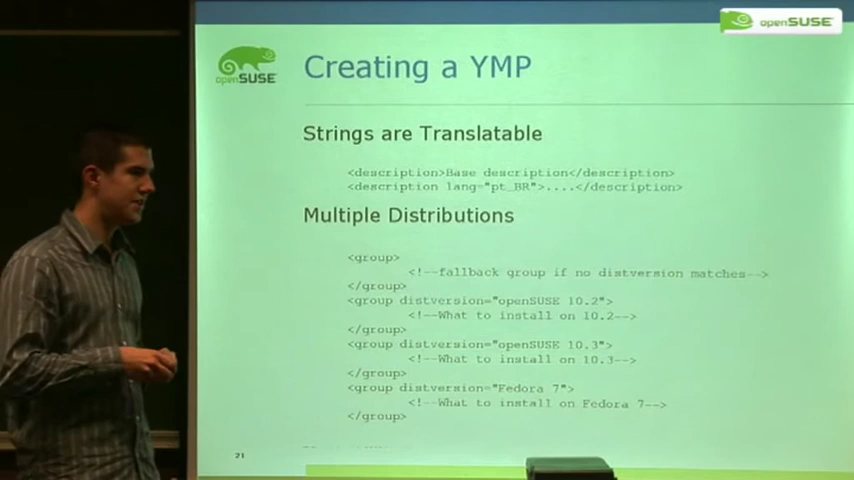 openSUSE
openSUSE
Creating a YMP
Strings are Translatable
<description>Base description</description>
<description lang="pt_BR">....</description>
Multiple Distributions
<group>
<!--fallback group if no distversion matches-->
</group>
<group distversion="openSUSE 10.2">
<!--What to install on 10.2-->
</group>
<group distversion="openSUSE 10.3">
<!--What to install on 10.3-->
</group>
<group distversion="Fedora 7">
<!--What to install on Fedora 7-->
</group>
21